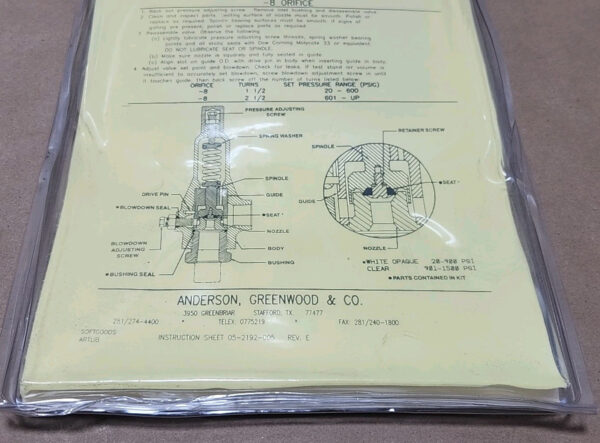 -8 ORIFICE
1. Back out pressure adjusting screw. Remove inlet bushing and disassemble valve.
2. Clean and inspect parts. Seating surface of nozzle must be smooth. Polish or
replace as required. Spindle bearing surfaces must be smooth. If signs of
galling are present, polish or replace parts as required.
3. Reassemble valve. Observe the following:
(a) Lightly lubricate pressure adjusting screw threads, spring washer bearing
points and all static seals with Dow Corning Molykote 33 or equivalent.
DO NOT LUBRICATE SEAT OR SPINDLE.
(b) Make sure nozzle is squarely and fully seated in guide.
(c) Align slot on guide O.D. with drive pin in body when inserting guide in body.
4. Adjust valve set point and blowdown. Check for leaks. If test stand air volume is
insufficient to accurately set blowdown, screw blowdown adjustment screw in until
it touches guide. Then back screw off the number of turns listed below.
ORIFICE TURNS SET PRESSURE RANGE (PSIG)
-8 1 1/2 20 - 600
-8 2 1/2 601 - UP
PRESSURE ADJUSTING
SCREW
SPRING WASHER
SPINDLE
DRIVE PIN
GUIDE
*BLOWDOWN SEAL
*SEAT
NOZZLE
BLOWDOWN
ADJUSTING
SCREW
BODY
*BUSHING SEAL
BUSHING
RETAINER SCREW
SPINDLE
*SEAT
GUIDE
NOZZLE
*WHITE OPAQUE 20-900 PSI
CLEAR 901-1500 PSI
* PARTS CONTAINED IN KIT
ANDERSON, GREENWOOD & CO.
3950 GREENBRIAR STAFFORD, TX. 77477
281/274-4400 TELEX: 0775219 FAX: 281/240-1800
SOFTGOODS
INSTRUCTION SHEET 05-2192-005 REV. E